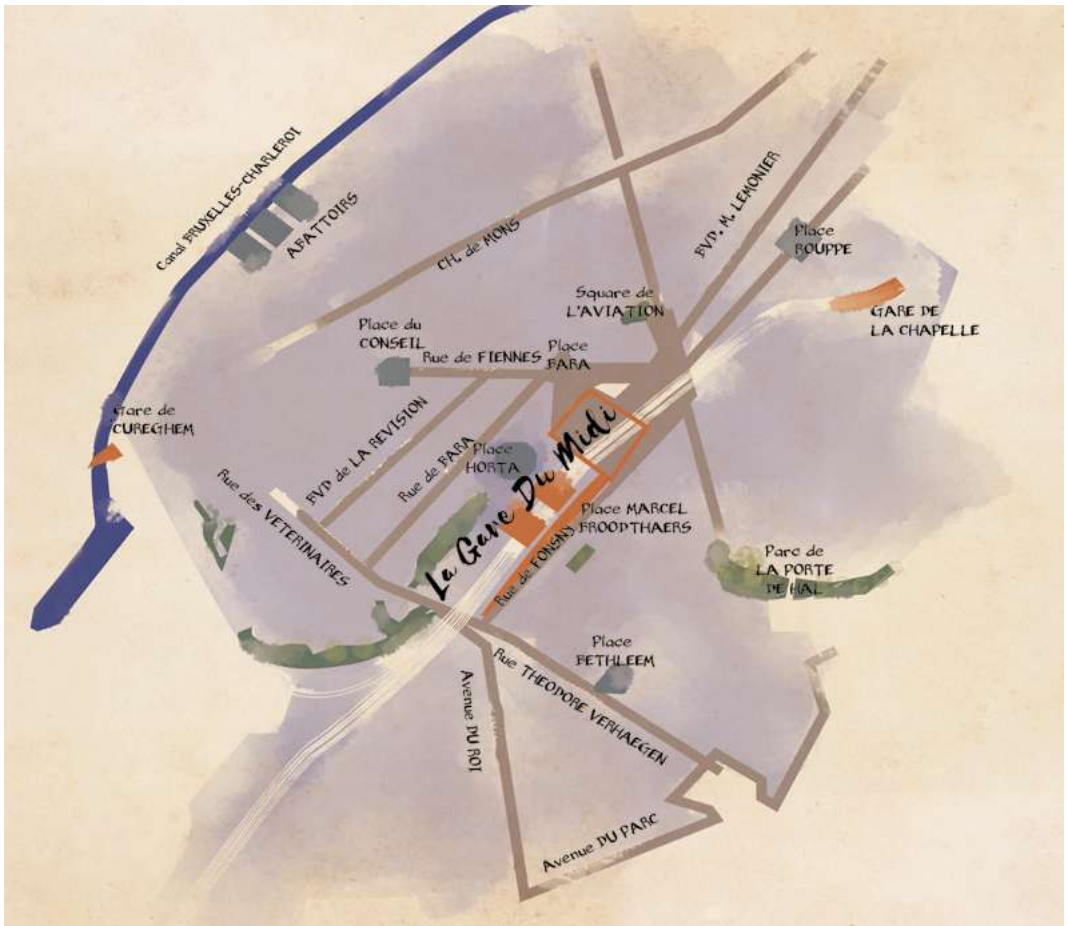 Canal BRUXELLES-CHARLEROI
ABATTOIRS
CH. de MONS
BVD. M. LEMONIER
Place
ROUPPE
Square de
L'AVIATION
GARE DE
LA CHAPELLE
Place du
CONSEIL
Rue de FIENNES
Place
BARA
Gare de
CUREGHEM
BVD de LA REVISION
Rue de BARA
Place
HORTA
La Gare Du Midi
Rue des VETERINAIRES
Place MARCEL
BROODTHAERS
Rue de FONSNY
Parc de
LA PORTE
DE HAL
Place
BETHLEEM
Rue THEODORE VERHAEGEN
Avenue DU ROI
Avenue DU PARC